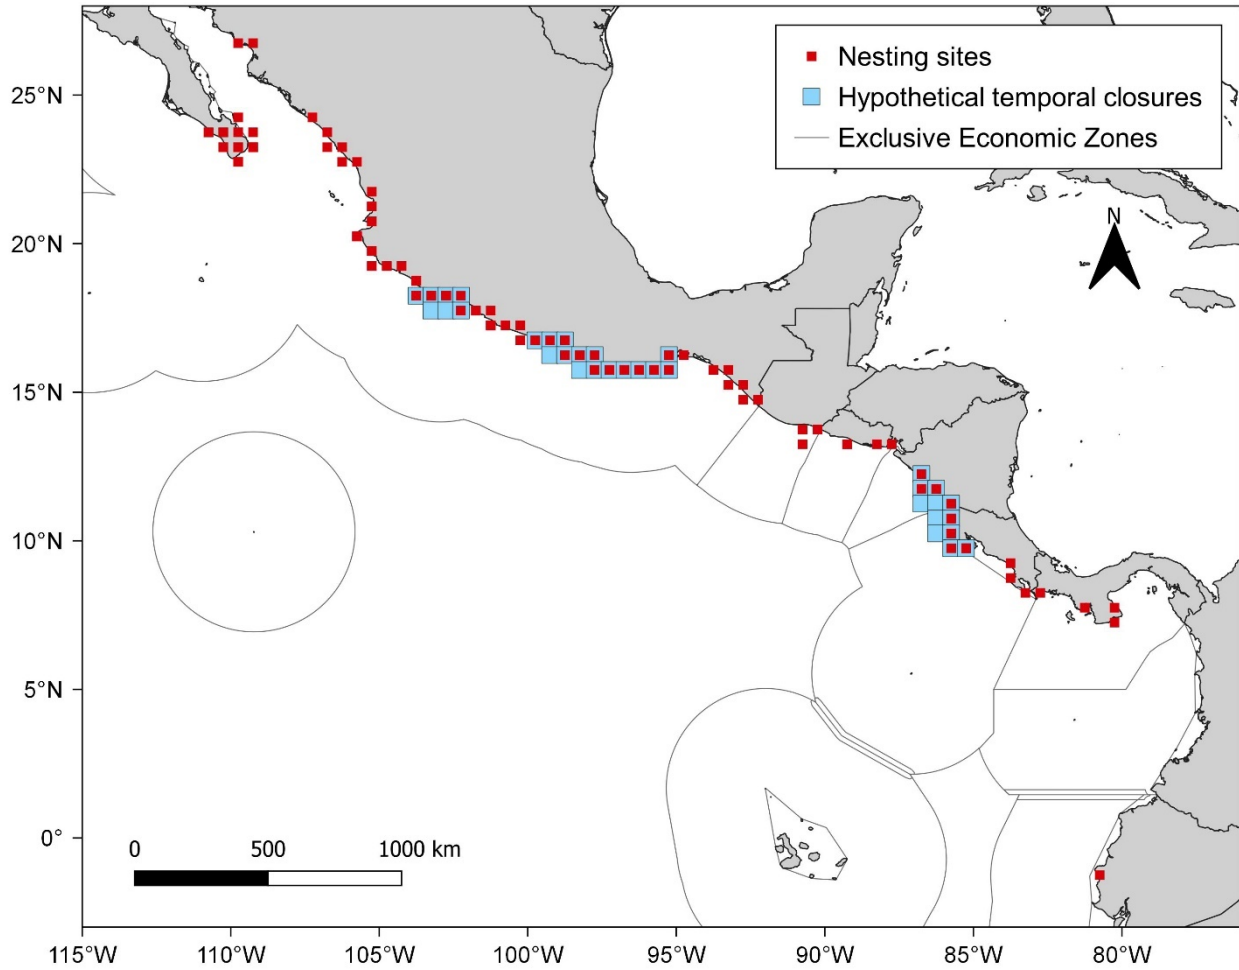 Nesting sites
Hypothetical temporal closures
Exclusive Economic Zones
N
25°N
20°N
15°N
10°N
5°N
0°
0 500 1000 km
115°W 110°W 105°W 100°W 95°W 90°W 85°W 80°W